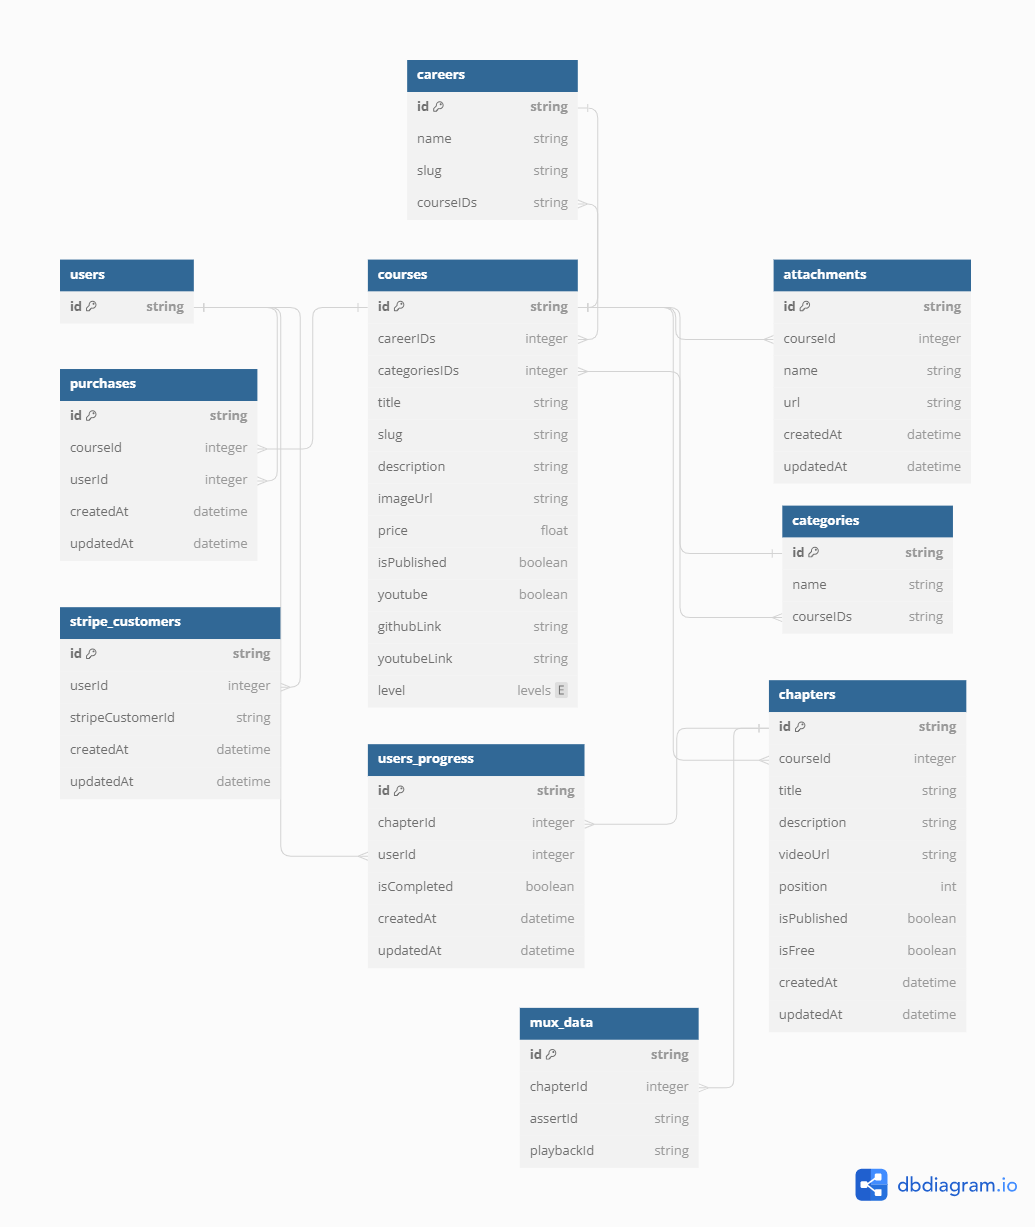 careers
id string
name string
slug string
courseIDs string
users
id string
purchases
id string
courseId integer
userId integer
createdAt datetime
updatedAt datetime
stripe_customers
id string
userId integer
stripeCustomerId string
createdAt datetime
updatedAt datetime
courses
id string
careerIDs integer
categoriesIDs integer
title string
slug string
description string
imageUrl string
price float
isPublished boolean
youtube boolean
githubLink string
youtubeLink string
level levels E
users_progress
id string
chapterId integer
userId integer
isCompleted boolean
createdAt datetime
updatedAt datetime
attachments
id string
courseId integer
name string
url string
createdAt datetime
updatedAt datetime
categories
id string
name string
courseIDs string
chapters
id string
courseId integer
title string
description string
videoUrl string
position int
isPublished boolean
isFree boolean
createdAt datetime
updatedAt datetime
mux_data
id string
chapterId integer
assertId string
playbackId string
dbdiagram.io